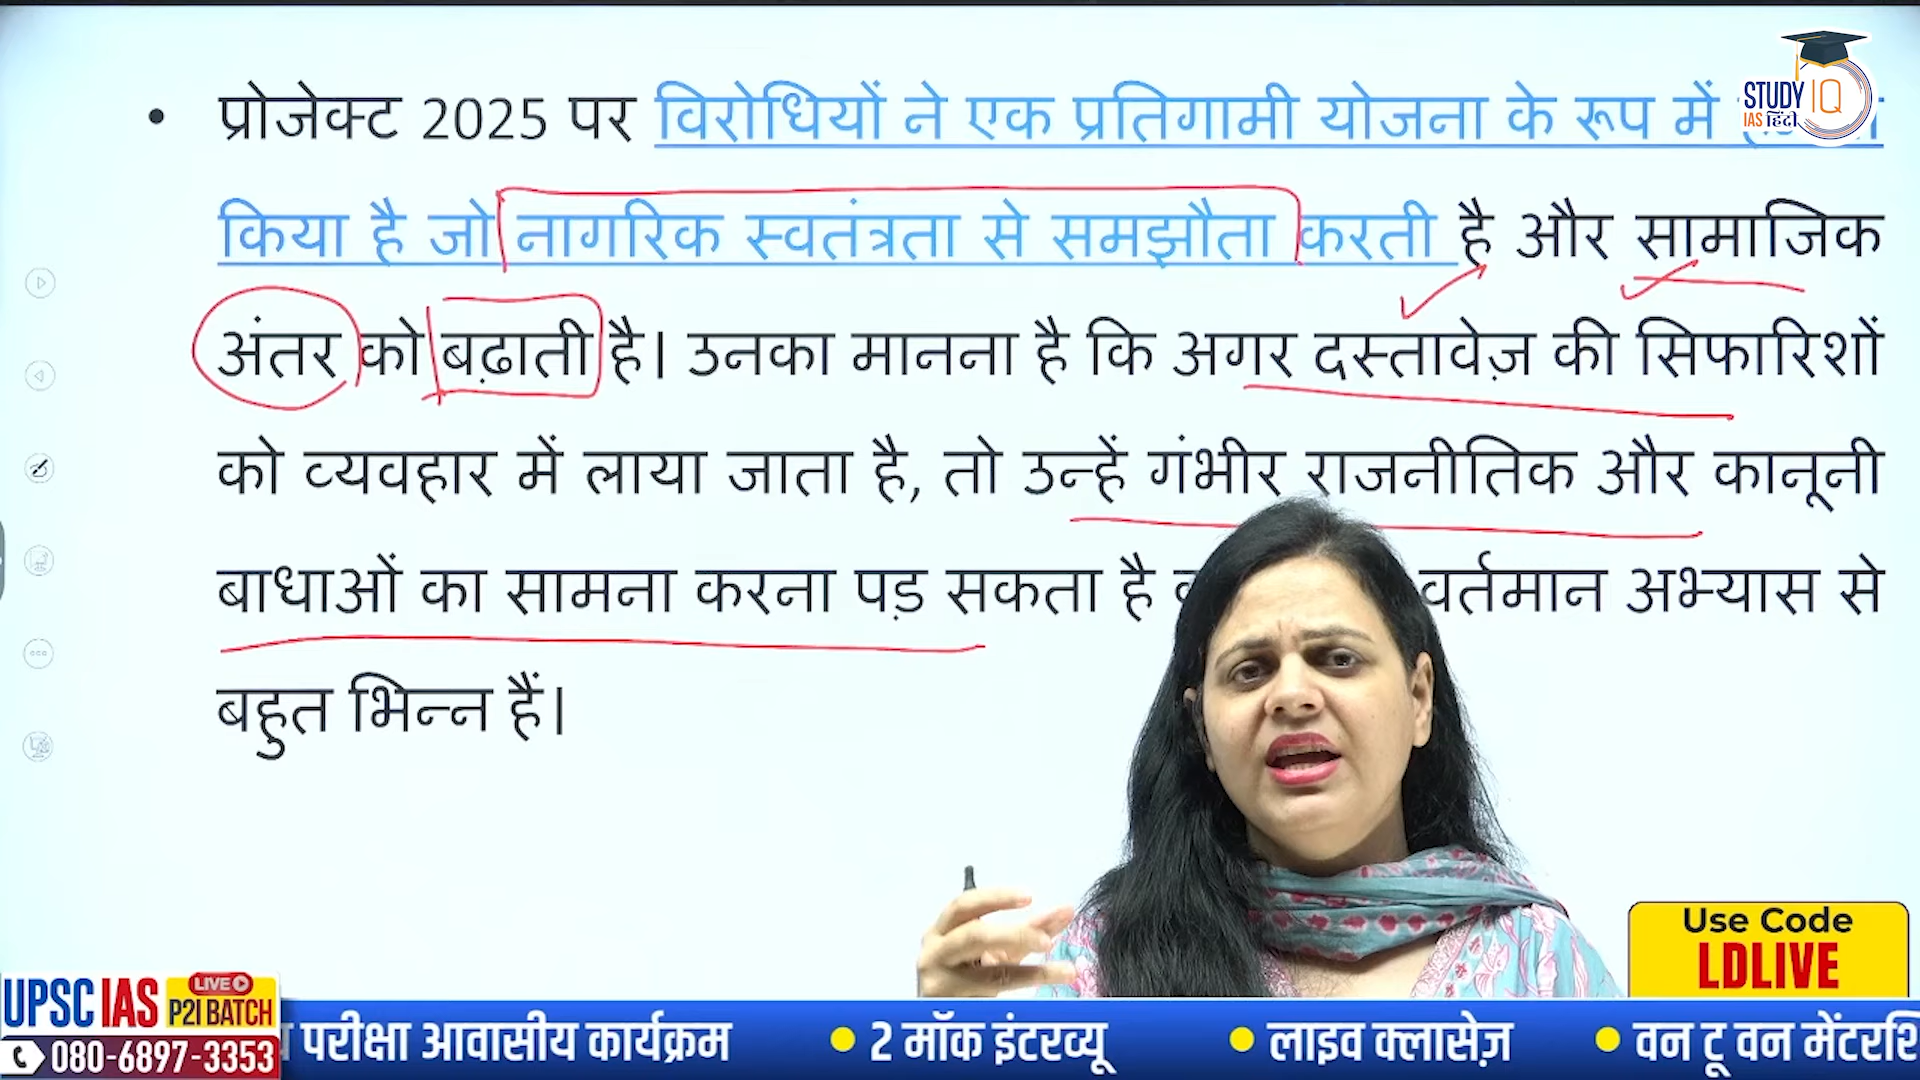 • प्रोजेक्ट 2025 पर विरोधियों ने एक प्रतिगामी योजना के रूप में
किया है जो नागरिक स्वतंत्रता से समझौता करती है और सामाजिक
अंतर को बढ़ाती है। उनका मानना है कि अगर दस्तावेज़ की सिफारिशों
को व्यवहार में लाया जाता है, तो उन्हें गंभीर राजनीतिक और कानूनी
बाधाओं का सामना करना पड़ सकता है वर्तमान अभ्यास से
बहुत भिन्न हैं।
STUDY IQ
IAS हिंदी
Use Code
LDLIVE
UPSC IAS LIVE
P2I BATCH
080-6897-3353
परीक्षा आवासीय कार्यक्रम • 2 मॉक इंटरव्यू • लाइव क्लासेज़ • वन टू वन